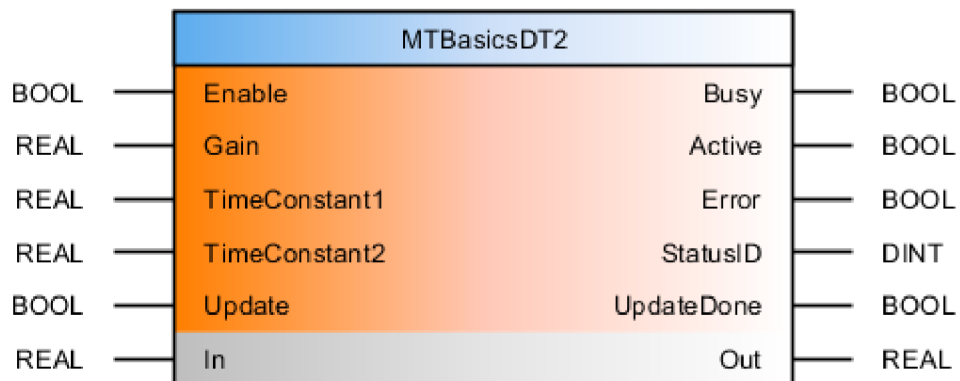 MTBasicsDT2
BOOL Enable Busy BOOL
REAL Gain Active BOOL
REAL TimeConstant1 Error BOOL
REAL TimeConstant2 StatusID DINT
BOOL Update UpdateDone BOOL
REAL In Out REAL